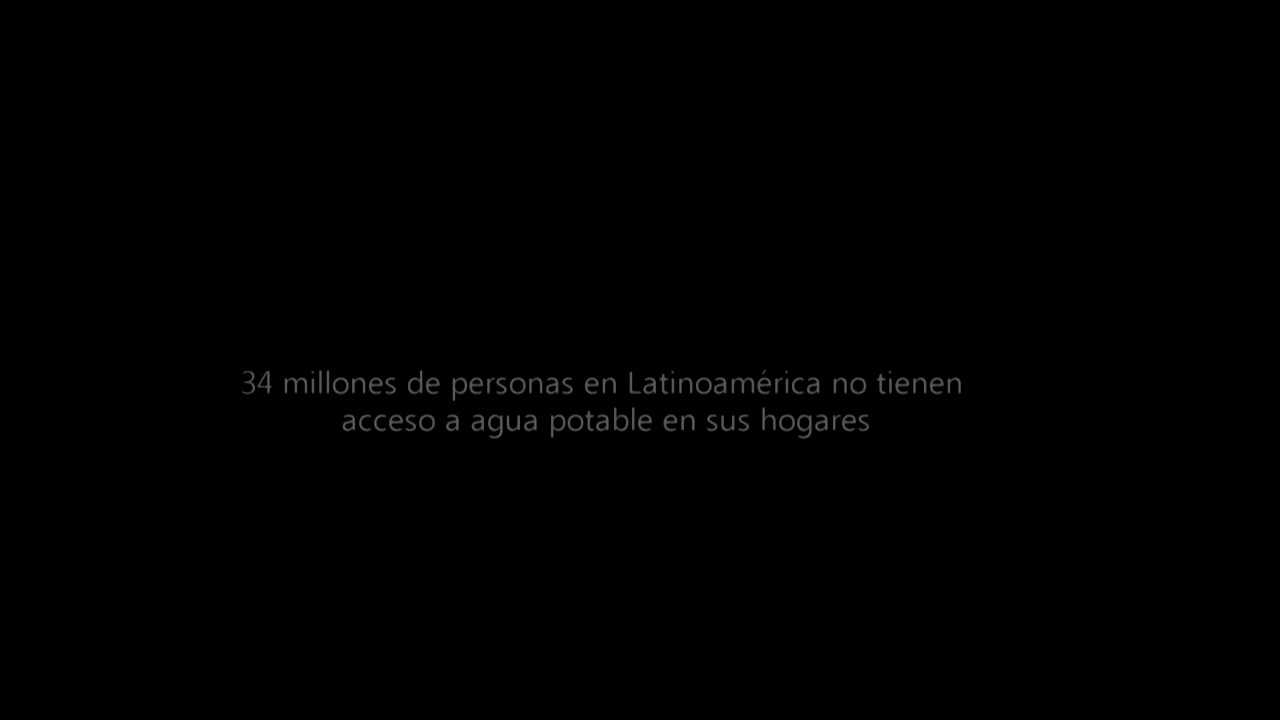 34 millones de personas en Latinoamérica no tienen
acceso a agua potable en sus hogares